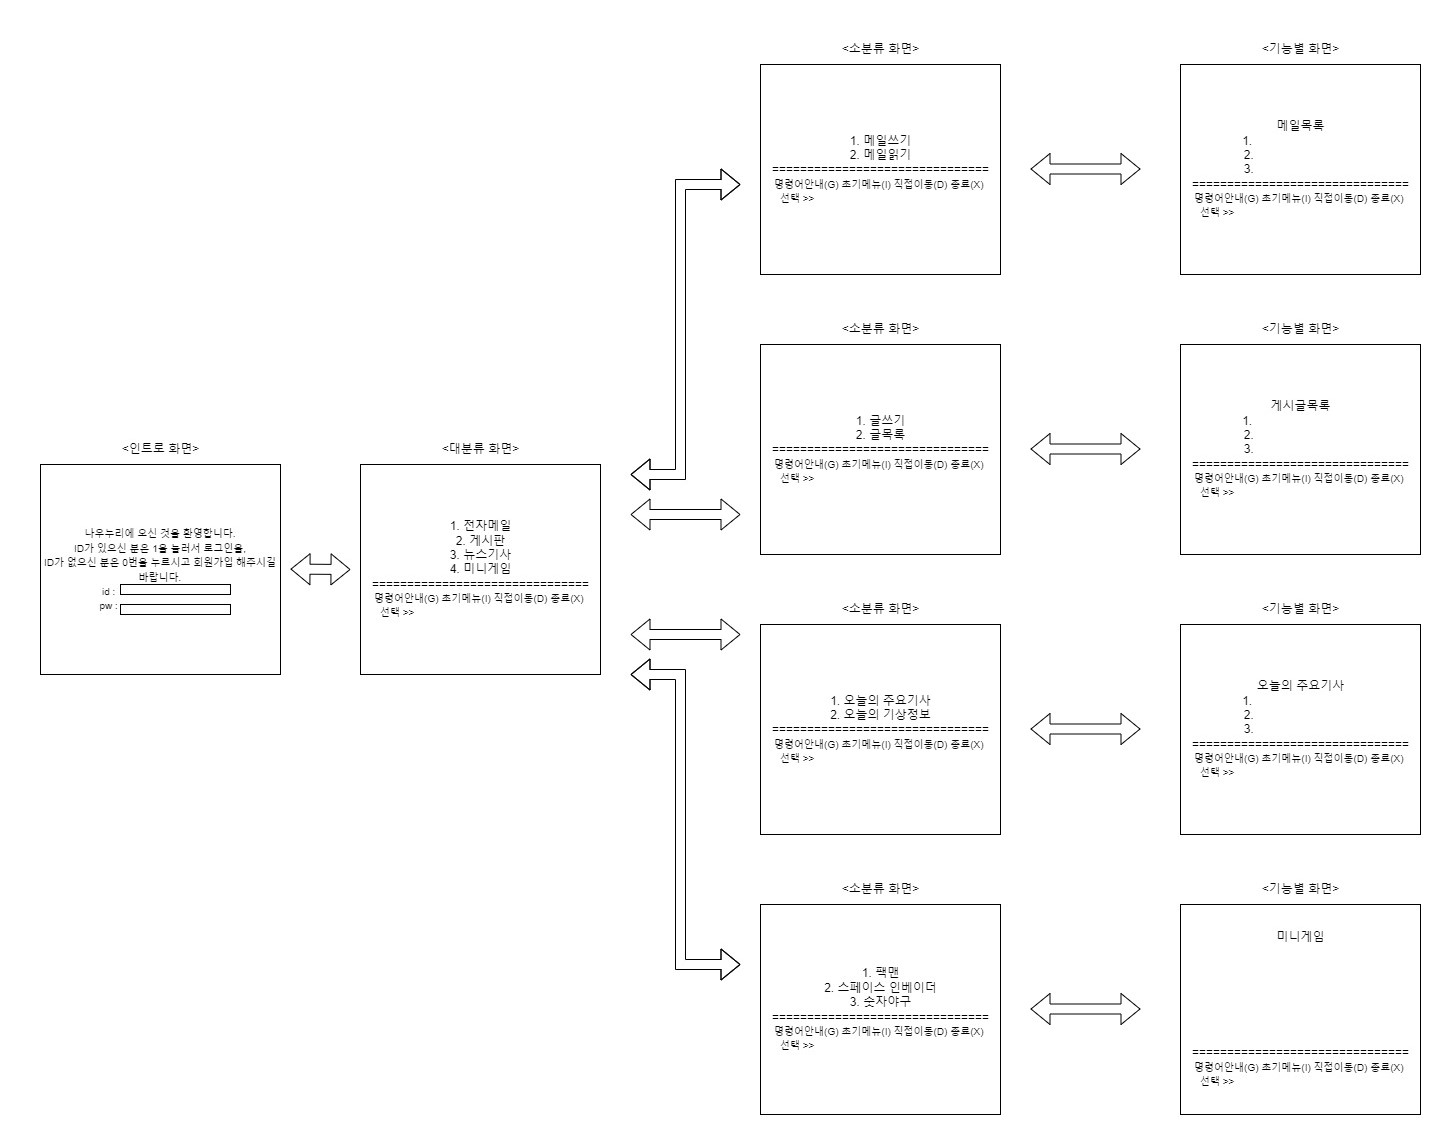 <인트로 화면>
나우누리에 오신 것을 환영합니다.
ID가 있으신 분은 1을 눌러서 로그인을,
ID가 없으신 분은 0번을 누르시고 회원가입 해주시길
바랍니다.
id :
pw :
<대분류 화면>
1. 전자메일
2. 게시판
3. 뉴스기사
4. 미니게임
===============================
명령어안내(G) 초기메뉴(I) 직접이동(D) 종료(X)
선택 >>
<소분류 화면>
1. 메일쓰기
2. 메일읽기
===============================
명령어안내(G) 초기메뉴(I) 직접이동(D) 종료(X)
선택 >>
<기능별 화면>
메일목록
1.
2.
3.
===============================
명령어안내(G) 초기메뉴(I) 직접이동(D) 종료(X)
선택 >>
<소분류 화면>
1. 글쓰기
2. 글목록
===============================
명령어안내(G) 초기메뉴(I) 직접이동(D) 종료(X)
선택 >>
<기능별 화면>
게시글목록
1.
2.
3.
===============================
명령어안내(G) 초기메뉴(I) 직접이동(D) 종료(X)
선택 >>
<소분류 화면>
1. 오늘의 주요기사
2. 오늘의 기상정보
===============================
명령어안내(G) 초기메뉴(I) 직접이동(D) 종료(X)
선택 >>
<기능별 화면>
오늘의 주요기사
1.
2.
3.
===============================
명령어안내(G) 초기메뉴(I) 직접이동(D) 종료(X)
선택 >>
<소분류 화면>
1. 팩맨
2. 스페이스 인베이더
3. 숫자야구
===============================
명령어안내(G) 초기메뉴(I) 직접이동(D) 종료(X)
선택 >>
<기능별 화면>
미니게임
===============================
명령어안내(G) 초기메뉴(I) 직접이동(D) 종료(X)
선택 >>